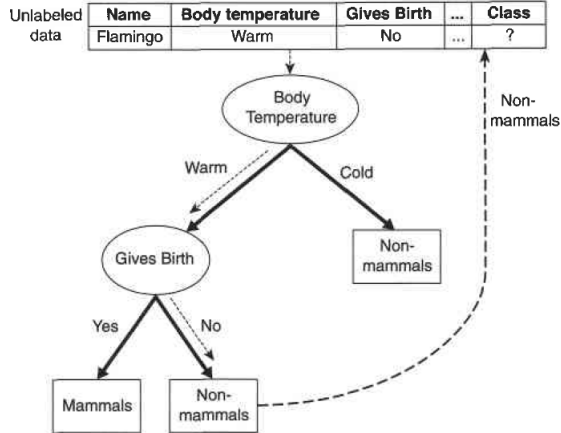 Unlabeled data
Name Body temperature Gives Birth ... Class
Flamingo Warm No ... ?
Non-
mammals
Body
Temperature
Warm
Cold
Gives Birth
Non-
mammals
Yes
No
Mammals
Non-
mammals